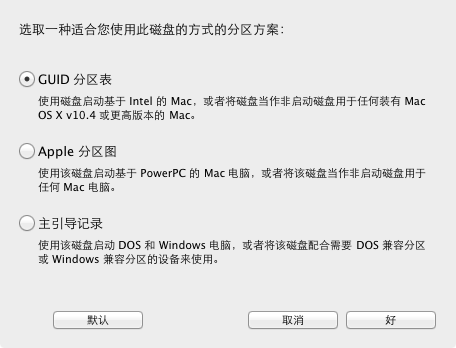 选取一种适合您使用此磁盘的方式的分区方案：
GUID 分区表
使用磁盘启动基于 Intel 的 Mac，或者将磁盘当作非启动磁盘用于任何装有 Mac
OS X v10.4 或更高版本的 Mac。
Apple 分区图
使用该磁盘启动基于 PowerPC 的 Mac 电脑，或者将该磁盘当作非启动磁盘用于
任何 Mac 电脑。
主引导记录
使用该磁盘启动 DOS 和 Windows 电脑，或者将该磁盘配合需要 DOS 兼容分区
或 Windows 兼容分区的设备来使用。
默认 取消 好